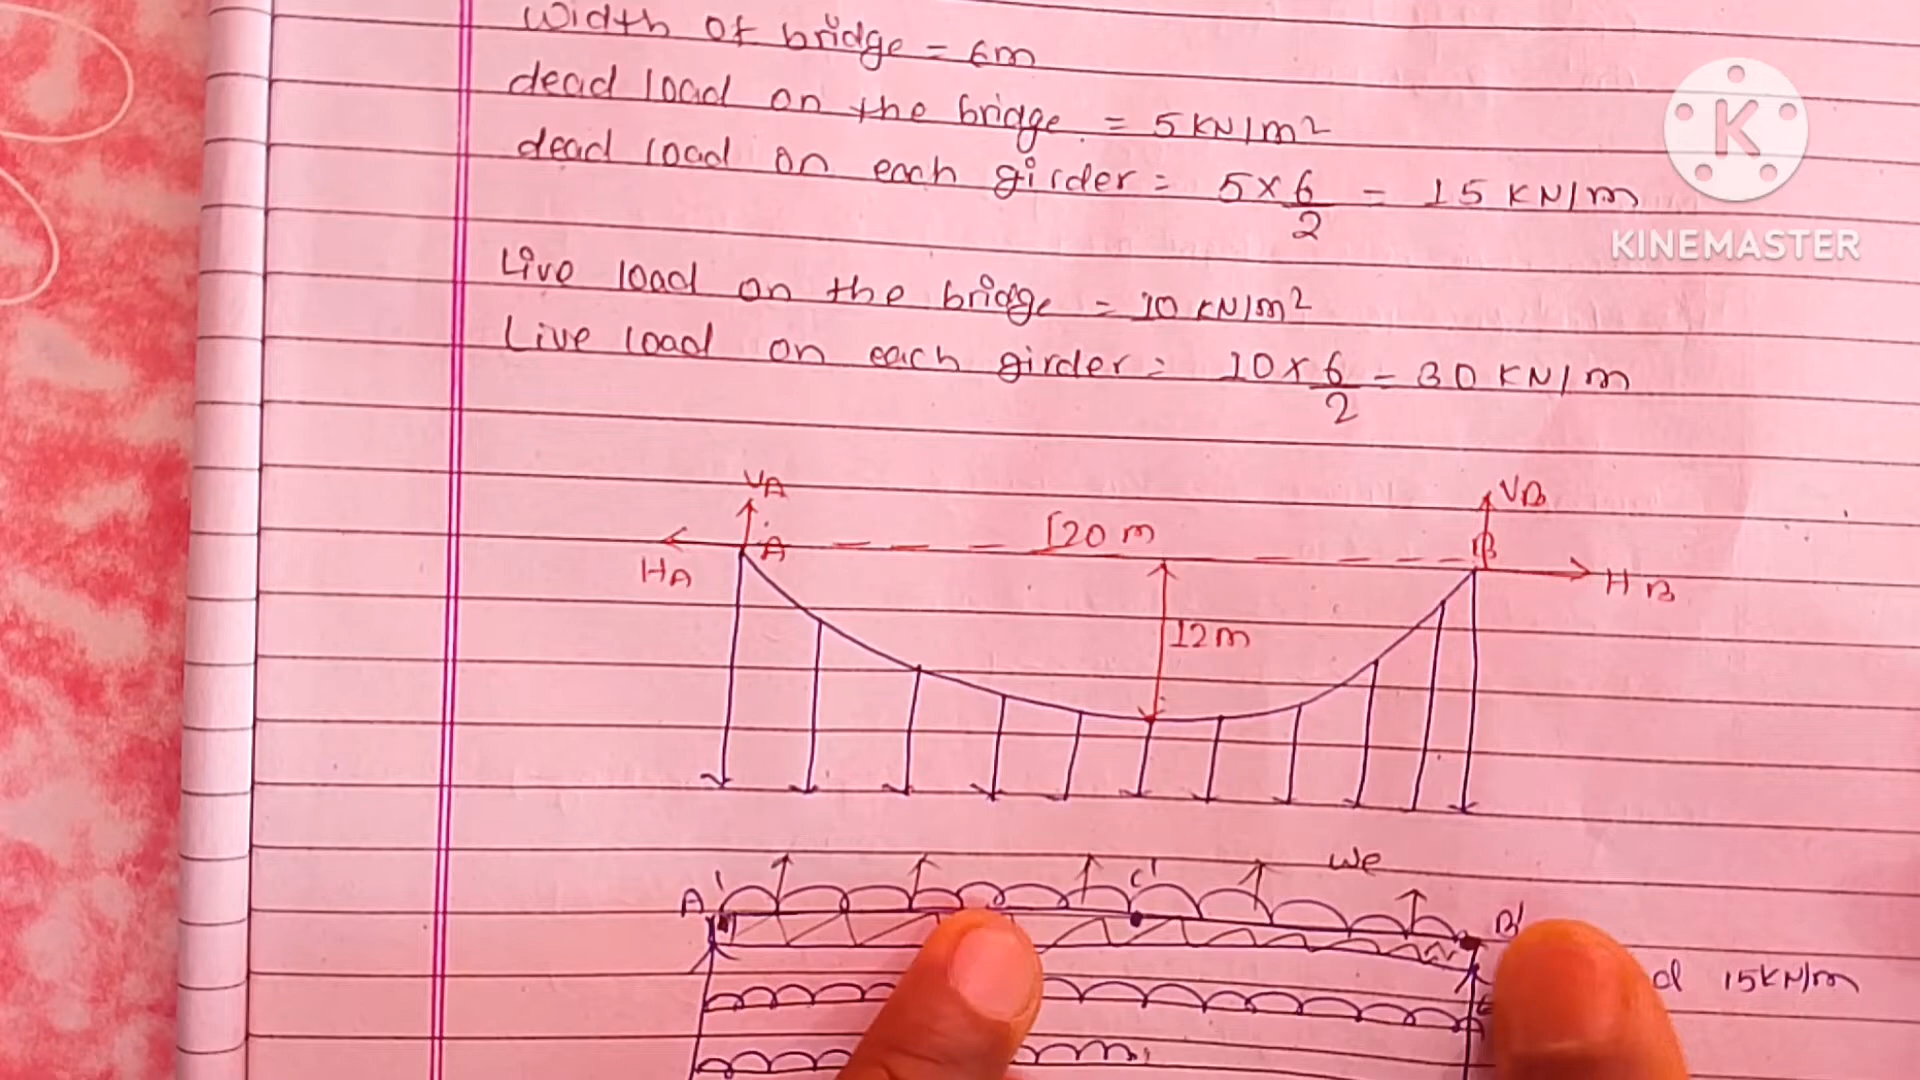 Width of bridge = 6m
dead load on the bridge = 5 KN/m²
dead load on each girder = 5 × 6/2 = 15 KN/m
K
KINEMASTER
Live load on the bridge = 10 KN/m²
Live load on each girder = 10 × 6/2 = 30 KN/m
VA
VB
HA
A
120 m
B
HB
12m
We
A'
C'
B'
d 15KN/m